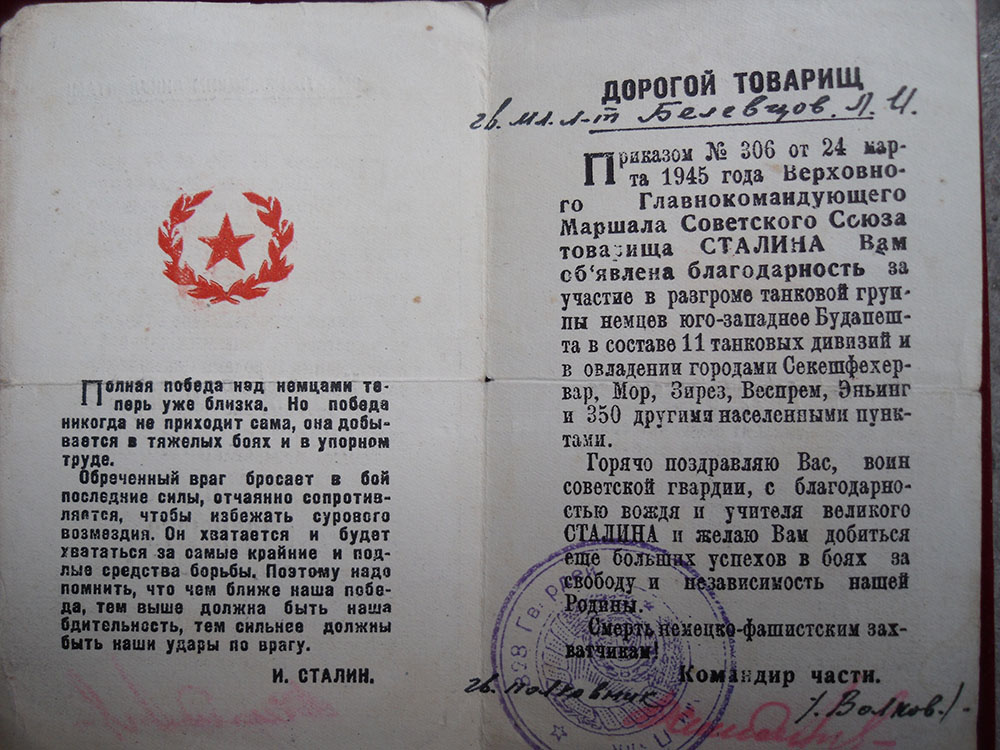 Полная победа над немцами те-
перь уже близка. Но победа
никогда не приходит сама, она добы-
вается в тяжелых боях и в упорном
труде.
Обреченный враг бросает в бой
последние силы, отчаянно сопротив-
ляется, чтобы избежать сурового
возмездия. Он хватается и будет
хвататься за самые крайние и под-
лые средства борьбы. Поэтому надо
помнить, что чем ближе наша побе-
да, тем выше должна быть наша
бдительность, тем сильнее должны
быть наши удары по врагу.
И. СТАЛИН.
ДОРОГОЙ ТОВАРИЩ
гв. мл. л-т Белевцов. Л. И.
Приказом № 306 от 24 мар-
та 1945 года Верховно-
го Главнокомандующего
Маршала Советского Союза
товарища СТАЛИНА Вам
об'явлена благодарность за
участие в разгроме танковой груп-
пы немцев юго-западнее Будапеш-
та в составе 11 танковых дивизий и
в овладении городами Секешфехер-
вар, Мор, Зирез, Веспрем, Эньинг
и 350 другими населенными пунк-
тами.
Горячо поздравляю Вас, воин
советской гвардии, с благодарно-
стью вождя и учителя великого
СТАЛИНА и желаю Вам добиться
еще больших успехов в боях за
свободу и независимость нашей
Родины.
Смерть немецко-фашистским зах-
ватчикам!
Командир части.
гв. полковник /. Волков. /
328 Гв.